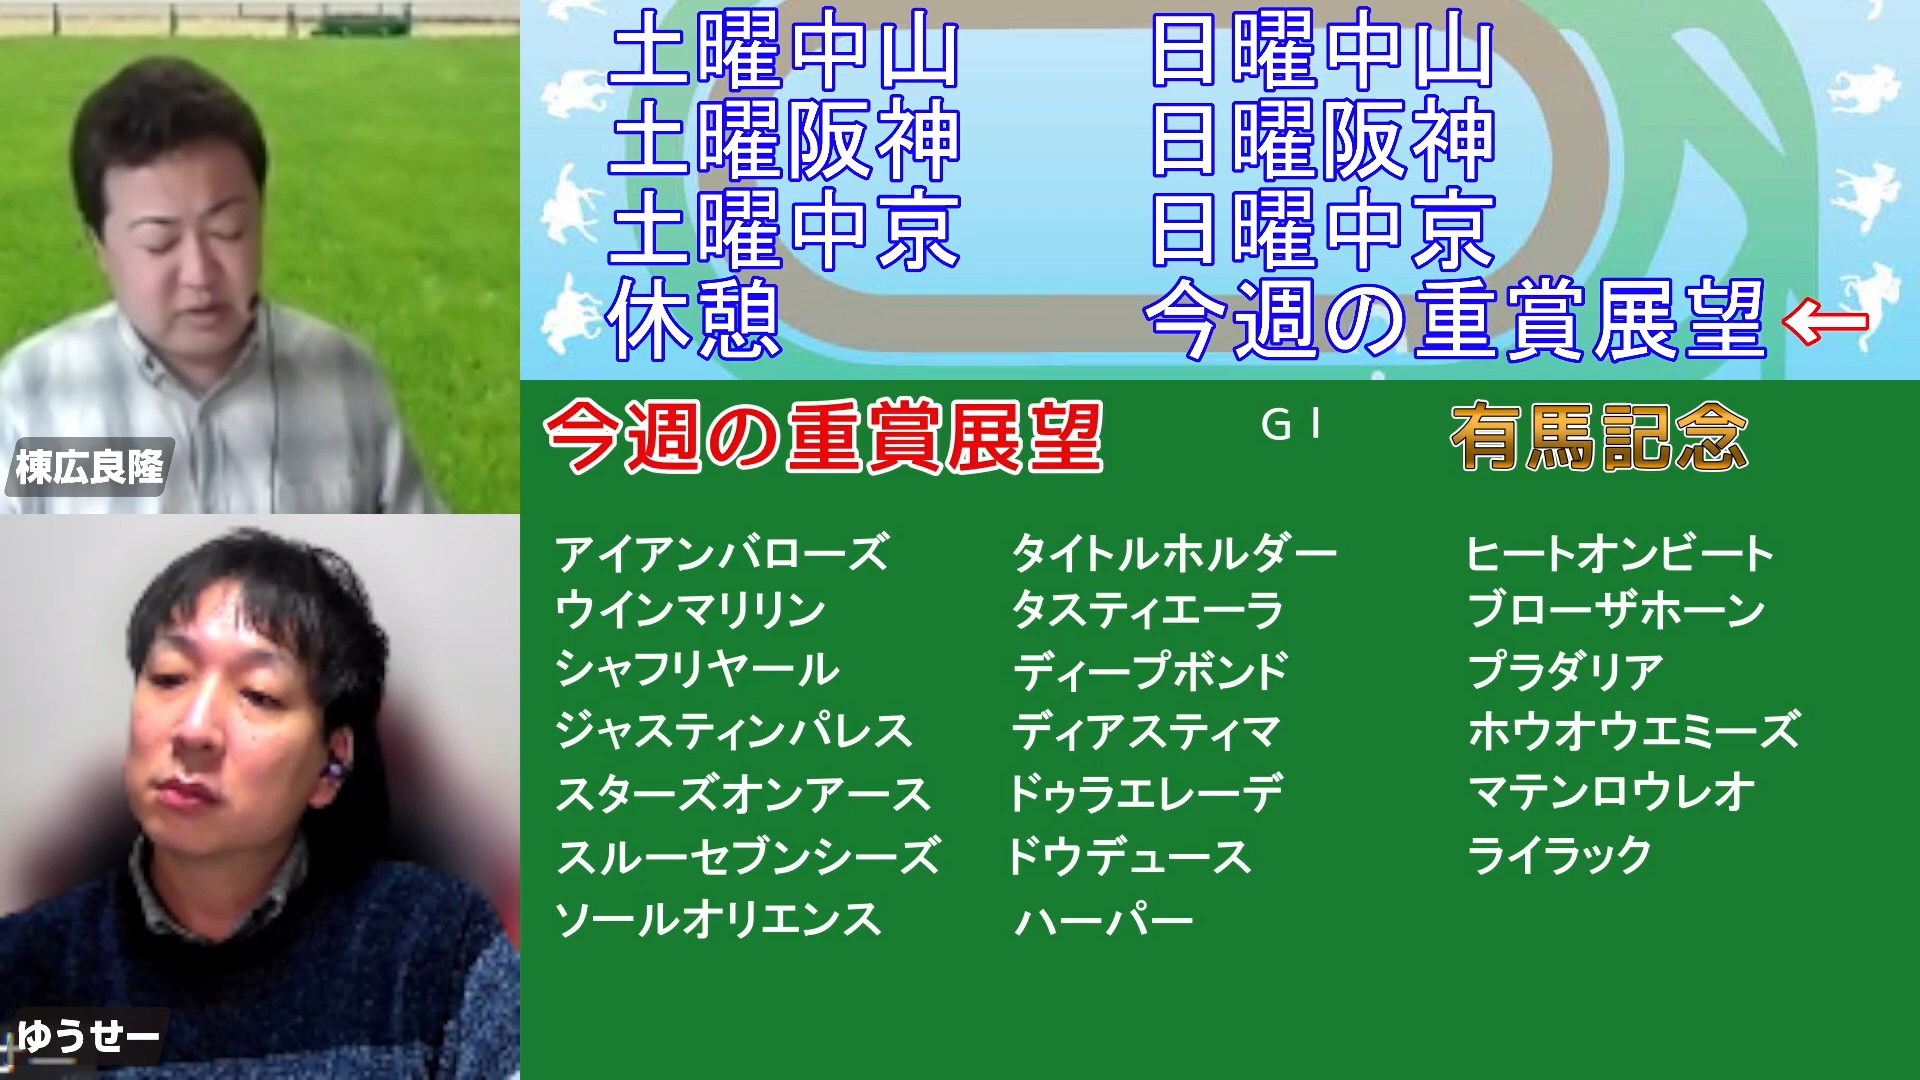 土曜中山
土曜阪神
土曜中京
休憩
日曜中山
日曜阪神
日曜中京
今週の重賞展望←
今週の重賞展望
GⅠ
有馬記念
アイアンバローズ
ウインマリリン
シャフリヤール
ジャスティンパレス
スターズオンアース
スルーセブンシーズ
ソールオリエンス
タイトルホルダー
タスティエーラ
ディープボンド
ディアスティマ
ドゥラエレーデ
ドウデュース
ハーパー
ヒートオンビート
ブローザホーン
プラダリア
ホウオウエミーズ
マテンロウレオ
ライラック
棟広良隆
ゆうせー